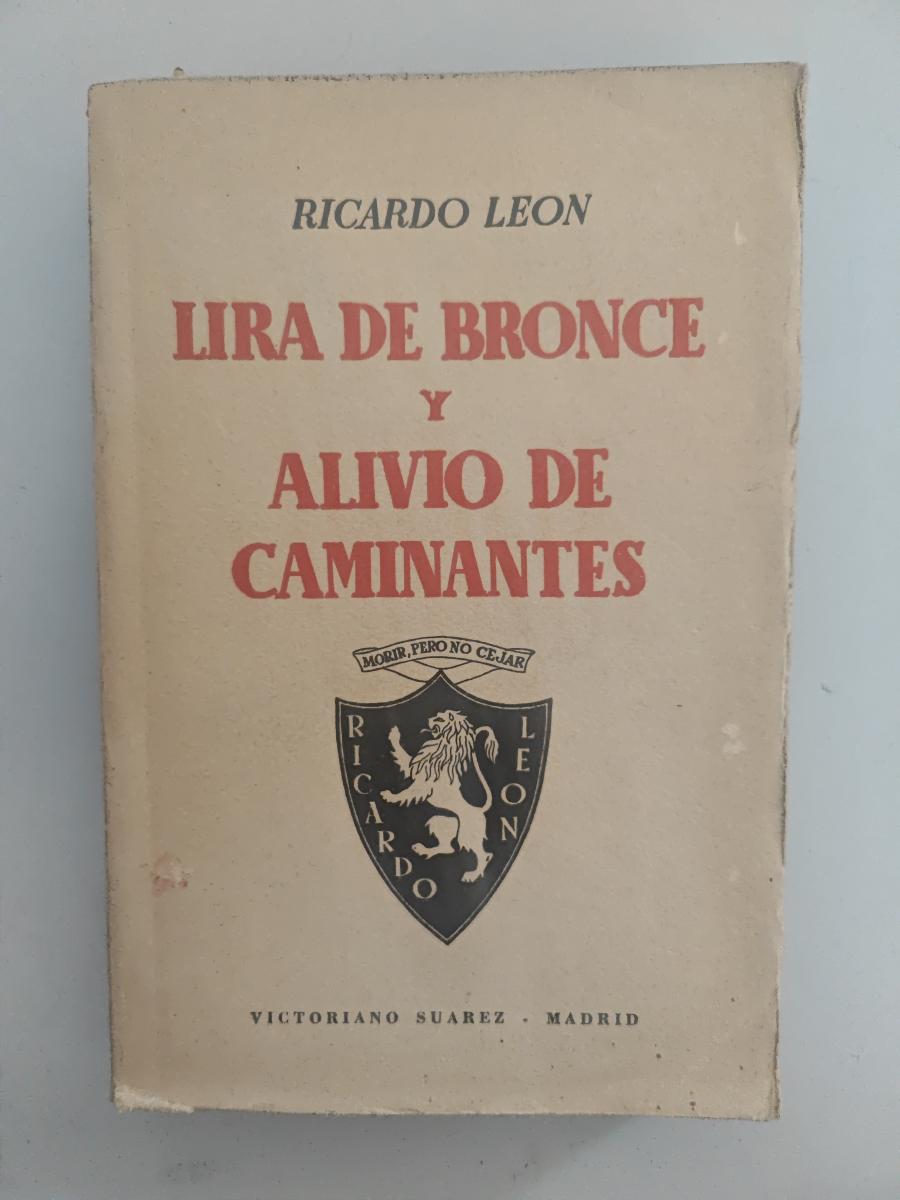 RICARDO LEON
LIRA DE BRONCE
Y
ALIVIO DE
CAMINANTES
MORIR, PERO NO CEJAR
RICARDO
LEON
VICTORIANO SUAREZ - MADRID